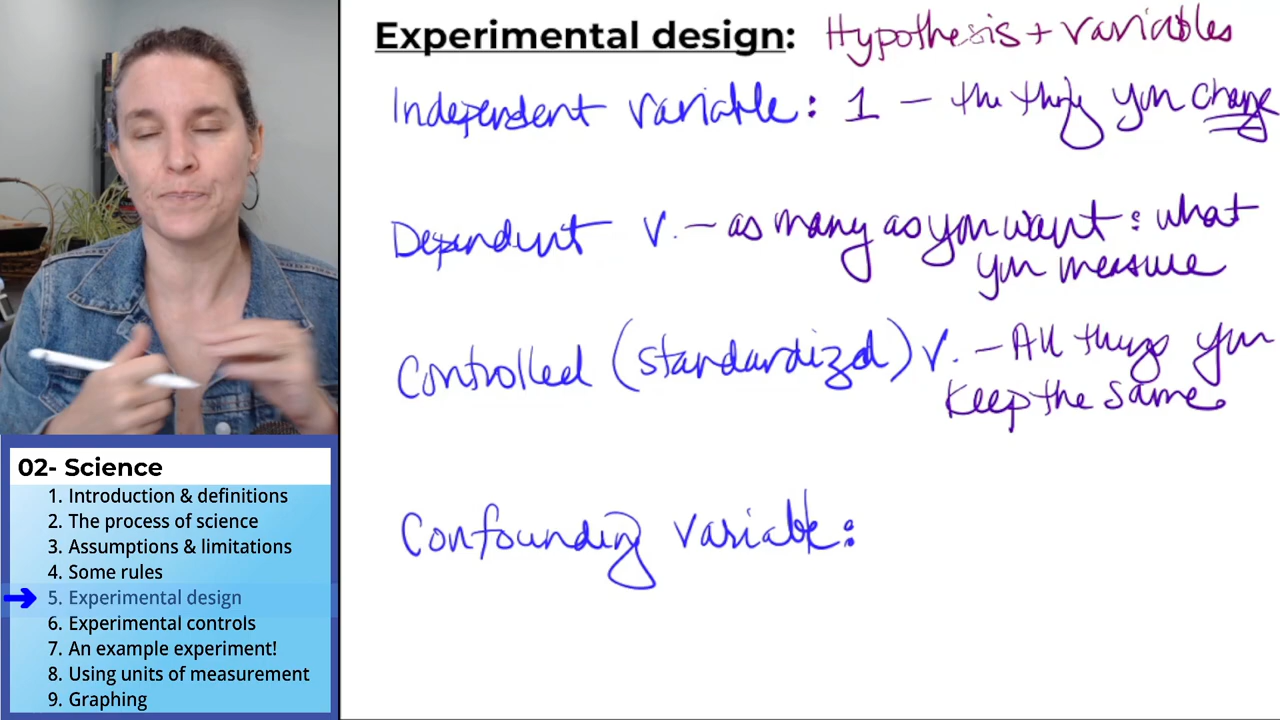 Experimental design: Hypothesis + variables
Independent variable: 1 – the thing you change
Dependent v. – as many as you want: what
you measure
Controlled (standardized) v. – All things you
keep the same.
Confounding variable:
02- Science
1. Introduction & definitions
2. The process of science
3. Assumptions & limitations
4. Some rules
5. Experimental design
6. Experimental controls
7. An example experiment!
8. Using units of measurement
9. Graphing